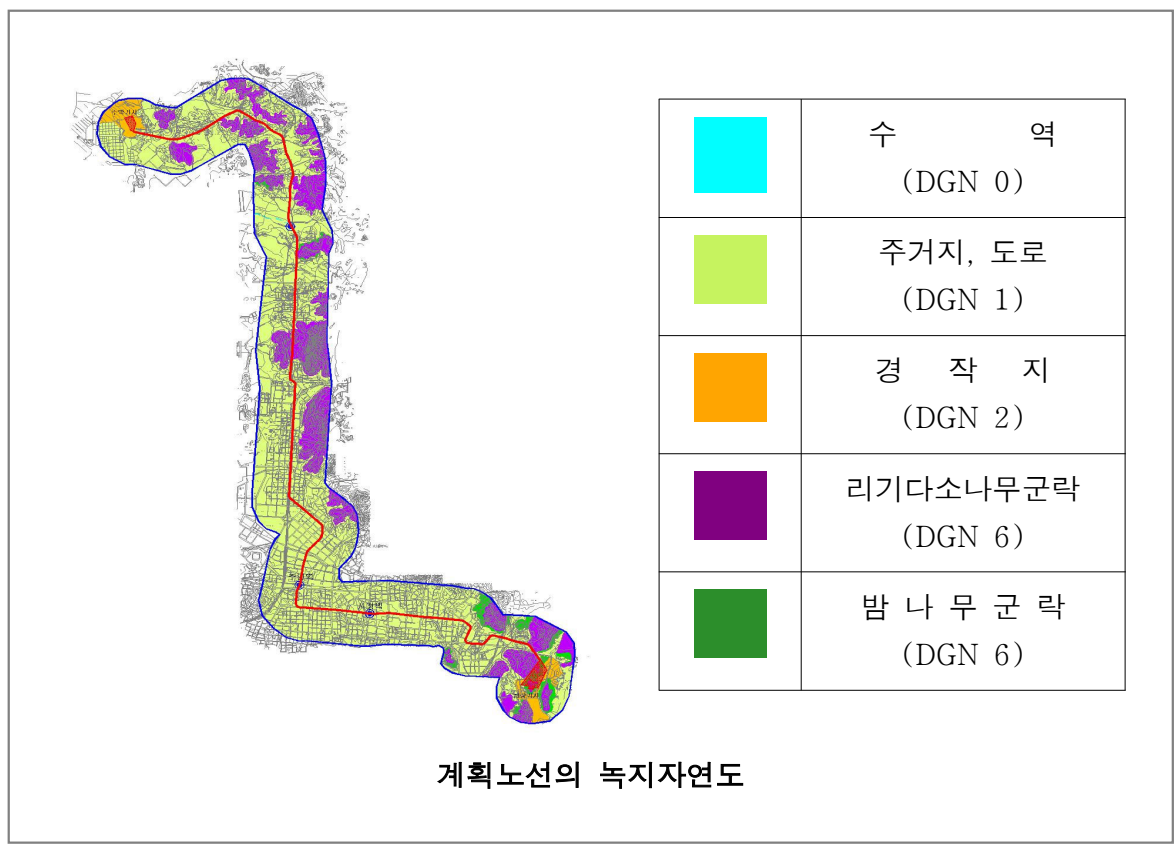 수 역
(DGN 0)
주거지, 도로
(DGN 1)
경 작 지
(DGN 2)
리기다소나무군락
(DGN 6)
밤 나 무 군 락
(DGN 6)
계획노선의 녹지자연도